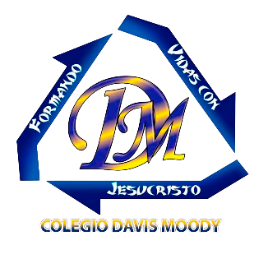 FORMANDO
VIDAS CON
JESUCRISTO
DM
COLEGIO DAVIS MOODY